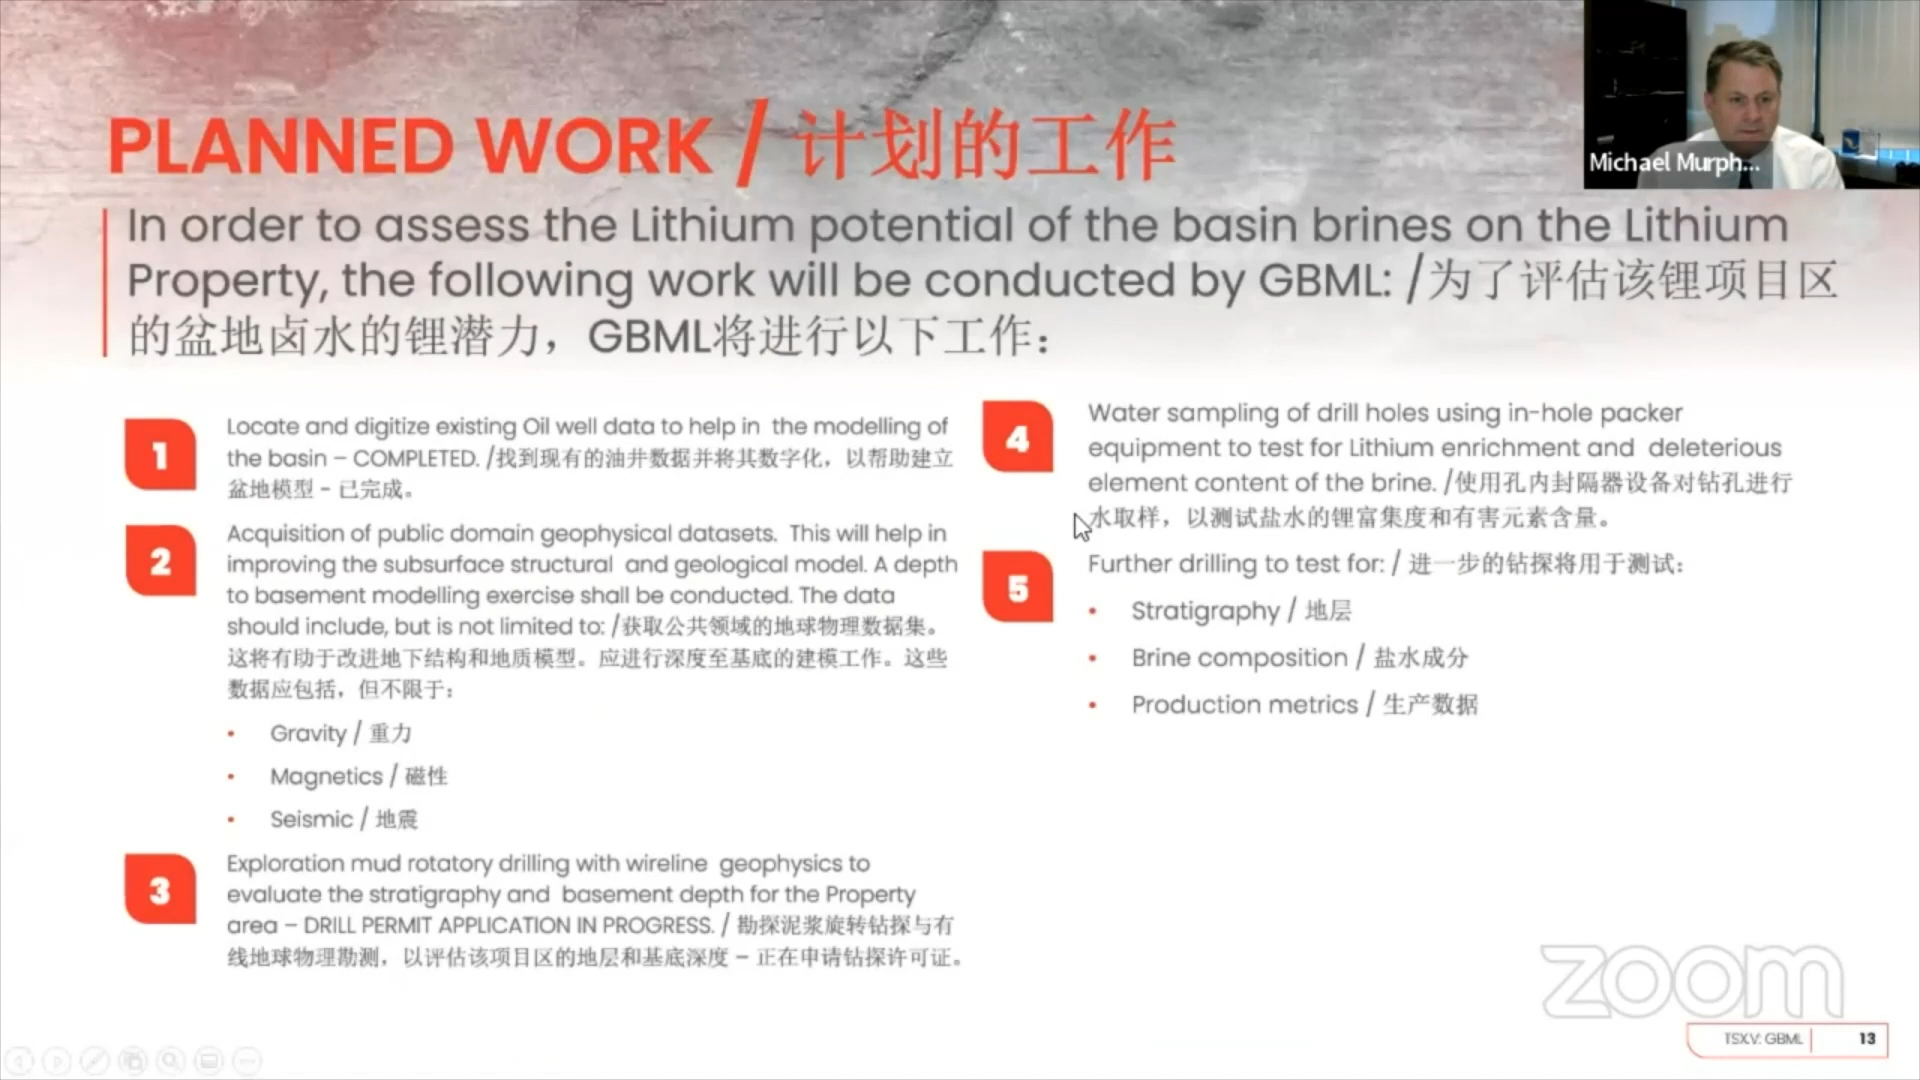 PLANNED WORK / 计划的工作
Michael Murph...
In order to assess the Lithium potential of the basin brines on the Lithium
Property, the following work will be conducted by GBML: /为了评估该锂项目区
的盆地卤水的锂潜力，GBML将进行以下工作：
1
Locate and digitize existing Oil well data to help in the modelling of
the basin – COMPLETED. /找到现有的油井数据并将其数字化，以帮助建立
盆地模型 - 已完成。
2
Acquisition of public domain geophysical datasets. This will help in
improving the subsurface structural and geological model. A depth
to basement modelling exercise shall be conducted. The data
should include, but is not limited to: /获取公共领域的地球物理数据集。
这将有助于改进地下结构和地质模型。应进行深度至基底的建模工作。这些
数据应包括，但不限于：
• Gravity / 重力
• Magnetics / 磁性
• Seismic / 地震
3
Exploration mud rotatory drilling with wireline geophysics to
evaluate the stratigraphy and basement depth for the Property
area – DRILL PERMIT APPLICATION IN PROGRESS. / 勘探泥浆旋转钻探与有
线地球物理勘测，以评估该项目区的地层和基底深度 – 正在申请钻探许可证。
4
Water sampling of drill holes using in-hole packer
equipment to test for Lithium enrichment and deleterious
element content of the brine. /使用孔内封隔器设备对钻孔进行
水取样，以测试盐水的锂富集度和有害元素含量。
5
Further drilling to test for: / 进一步的钻探将用于测试：
• Stratigraphy / 地层
• Brine composition / 盐水成分
• Production metrics / 生产数据
zoom
TSX.V: GBML 13